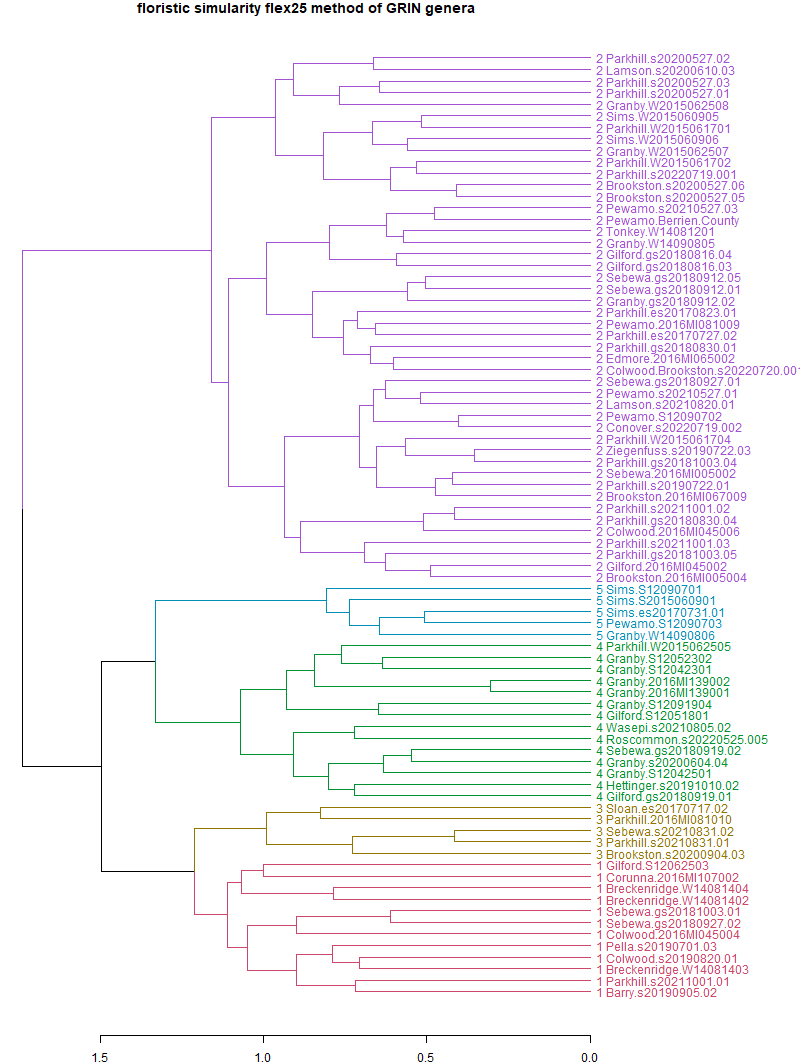 floristic simularity flex25 method of GRIN genera
2 Parkhill.s20200527.02
2 Lamson.s20200610.03
2 Parkhill.s20200527.03
2 Parkhill.s20200527.01
2 Granby.W2015062508
2 Sims.W2015060905
2 Parkhill.W2015061701
2 Sims.W2015060906
2 Granby.W2015062507
2 Parkhill.W2015061702
2 Parkhill.s20220719.001
2 Brookston.s20200527.06
2 Brookston.s20200527.05
2 Pewamo.s20210527.03
2 Pewamo.Berrien.County
2 Tonkey.W14081201
2 Granby.W14090805
2 Gilford.gs20180816.04
2 Gilford.gs20180816.03
2 Sebewa.gs20180912.05
2 Sebewa.gs20180912.01
2 Granby.gs20180912.02
2 Parkhill.es20170823.01
2 Pewamo.2016MI081009
2 Parkhill.es20170727.02
2 Parkhill.gs20180830.01
2 Edmore.2016MI065002
2 Colwood.Brookston.s20220720.001
2 Sebewa.gs20180927.01
2 Pewamo.s20210527.01
2 Lamson.s20210820.01
2 Pewamo.S12090702
2 Conover.s20220719.002
2 Parkhill.W2015061704
2 Ziegenfuss.s20190722.03
2 Parkhill.gs20181003.04
2 Sebewa.2016MI005002
2 Parkhill.s20190722.01
2 Brookston.2016MI067009
2 Parkhill.s20211001.02
2 Parkhill.gs20180830.04
2 Colwood.2016MI045006
2 Parkhill.s20211001.03
2 Parkhill.gs20181003.05
2 Gilford.2016MI045002
2 Brookston.2016MI005004
5 Sims.S12090701
5 Sims.S2015060901
5 Sims.es20170731.01
5 Pewamo.S12090703
5 Granby.W14090806
4 Parkhill.W2015062505
4 Granby.S12052302
4 Granby.S12042301
4 Granby.2016MI139002
4 Granby.2016MI139001
4 Granby.S12091904
4 Gilford.S12051801
4 Wasepi.s20210805.02
4 Roscommon.s20220525.005
4 Sebewa.gs20180919.02
4 Granby.s20200604.04
4 Granby.S12042501
4 Hettinger.s20191010.02
4 Gilford.gs20180919.01
3 Sloan.es20170717.02
3 Parkhill.2016MI081010
3 Sebewa.s20210831.02
3 Parkhill.s20210831.01
3 Brookston.s20200904.03
1 Gilford.S12062503
1 Corunna.2016MI107002
1 Breckenridge.W14081404
1 Breckenridge.W14081402
1 Sebewa.gs20181003.01
1 Sebewa.gs20180927.02
1 Colwood.2016MI045004
1 Pella.s20190701.03
1 Colwood.s20190820.01
1 Breckenridge.W14081403
1 Parkhill.s20211001.01
1 Barry.s20190905.02
1.5 1.0 0.5 0.0